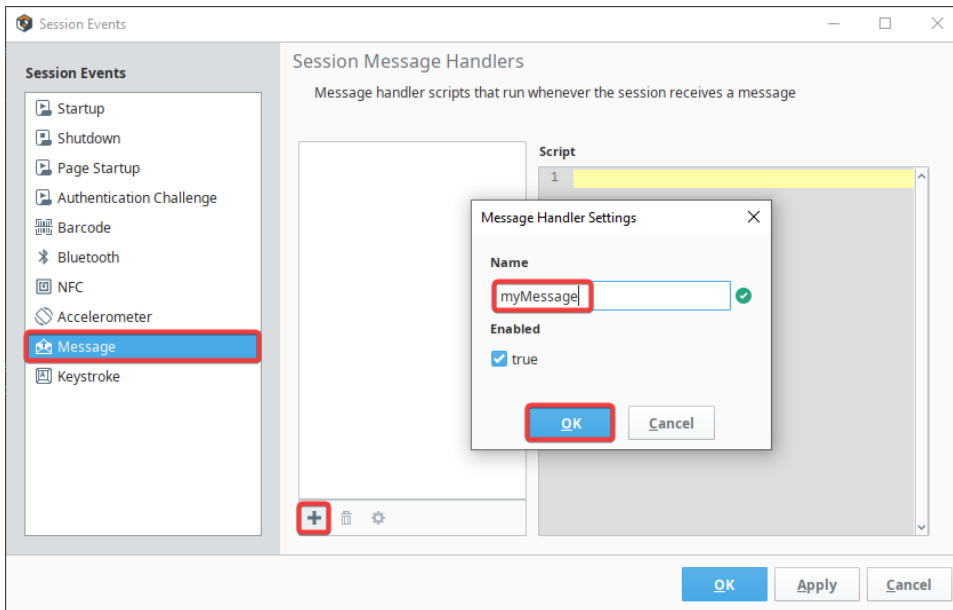 Session Events
Session Events
Startup
Shutdown
Page Startup
Authentication Challenge
Barcode
Bluetooth
NFC
Accelerometer
Message
Keystroke
Session Message Handlers
Message handler scripts that run whenever the session receives a message
Script
1
Message Handler Settings
Name
myMessage
Enabled
true
OK
Cancel
OK
Apply
Cancel